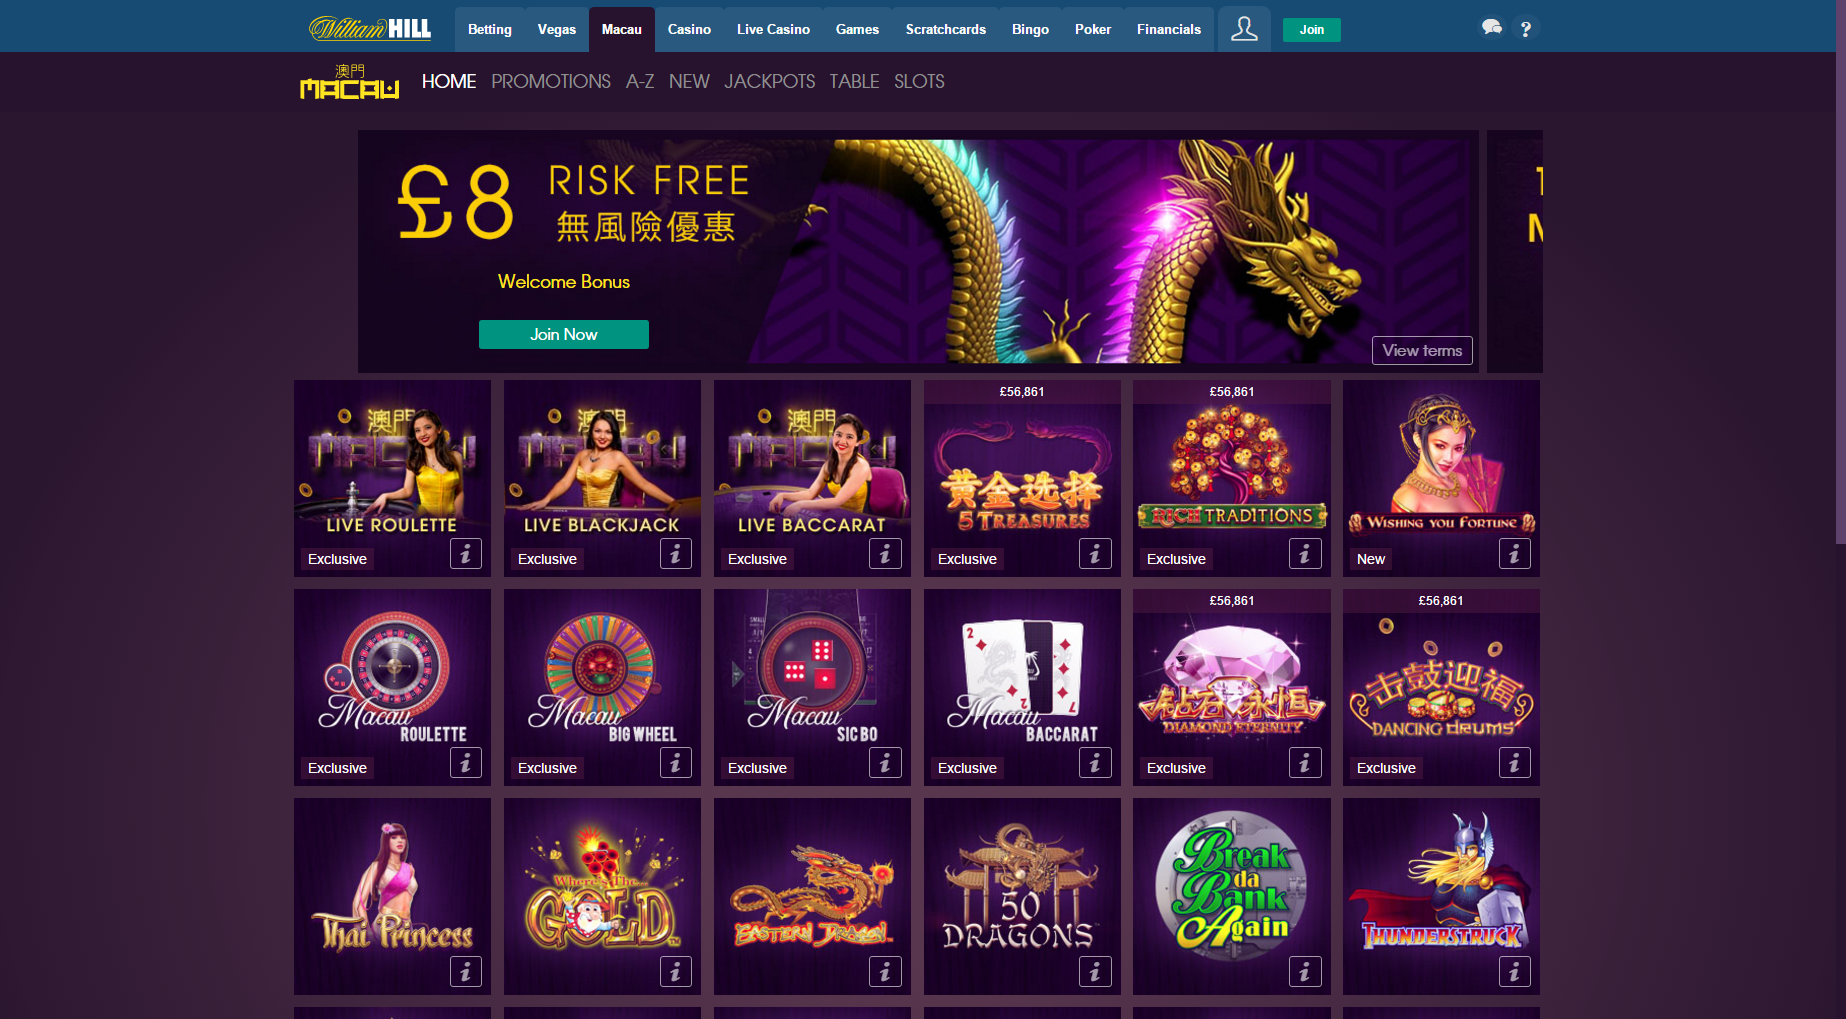 William HILL
Betting
Vegas
Macau
Casino
Live Casino
Games
Scratchcards
Bingo
Poker
Financials
Join
?
澳門
MACAU
HOME
PROMOTIONS
A-Z
NEW
JACKPOTS
TABLE
SLOTS
£8
RISK FREE
無風險優惠
Welcome Bonus
Join Now
View terms
澳門
MACAU
LIVE ROULETTE
Exclusive
i
澳門
MACAU
LIVE BLACKJACK
Exclusive
i
澳門
MACAU
LIVE BACCARAT
Exclusive
i
£56,861
黄金选择
5 TREASURES
Exclusive
i
£56,861
RICH TRADITIONS
Exclusive
i
WISHING YOU FORTUNE
New
i
Macau
ROULETTE
Exclusive
i
Macau
BIG WHEEL
Exclusive
i
Macau
SIC BO
Exclusive
i
2
7
Macau
BACCARAT
Exclusive
i
£56,861
钻石永恒
DIAMOND ETERNITY
Exclusive
i
£56,861
击鼓迎福
DANCING DRUMS
Exclusive
i
Thai Princess
i
Where's The...
GOLD™
i
EASTERN DRAGON™
i
50
DRAGONS™
i
Break
da
Bank
Again
i
THUNDERSTRUCK
i